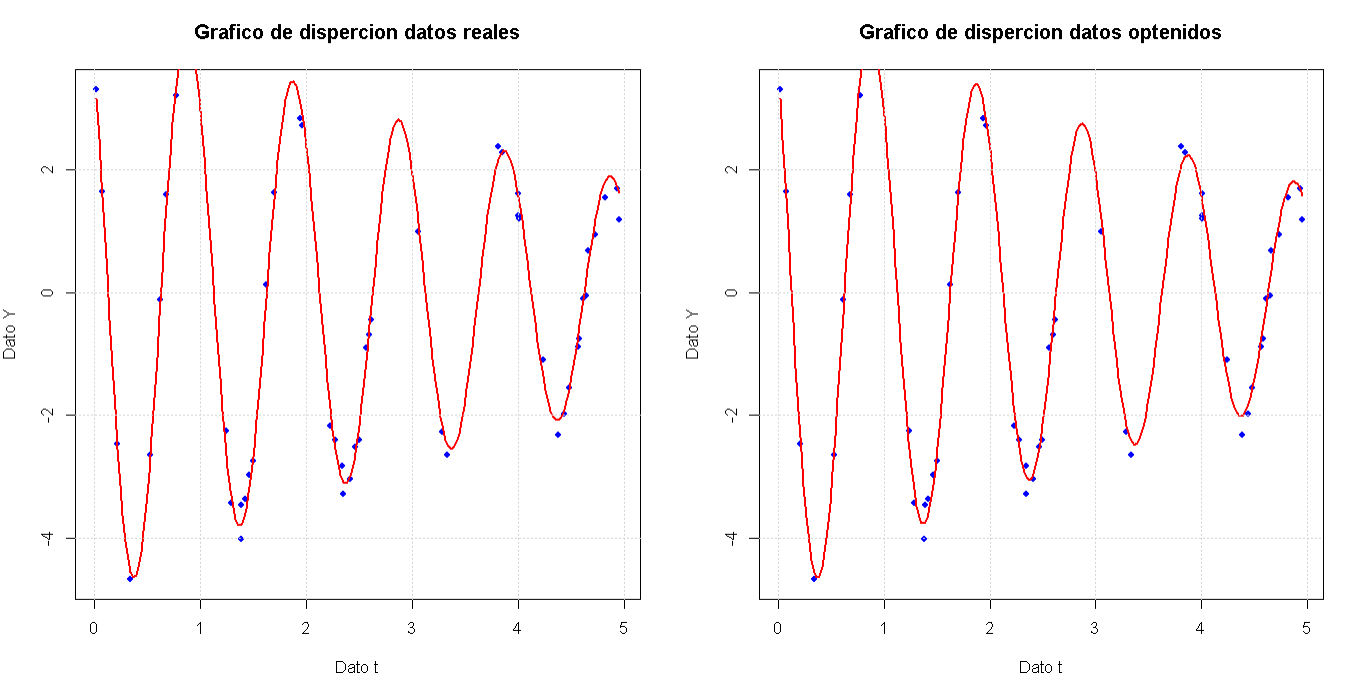 Grafico de dispercion datos reales
Dato Y
2
0
-2
-4
0 1 2 3 4 5
Dato t
Grafico de dispercion datos optenidos
Dato Y
2
0
-2
-4
0 1 2 3 4 5
Dato t